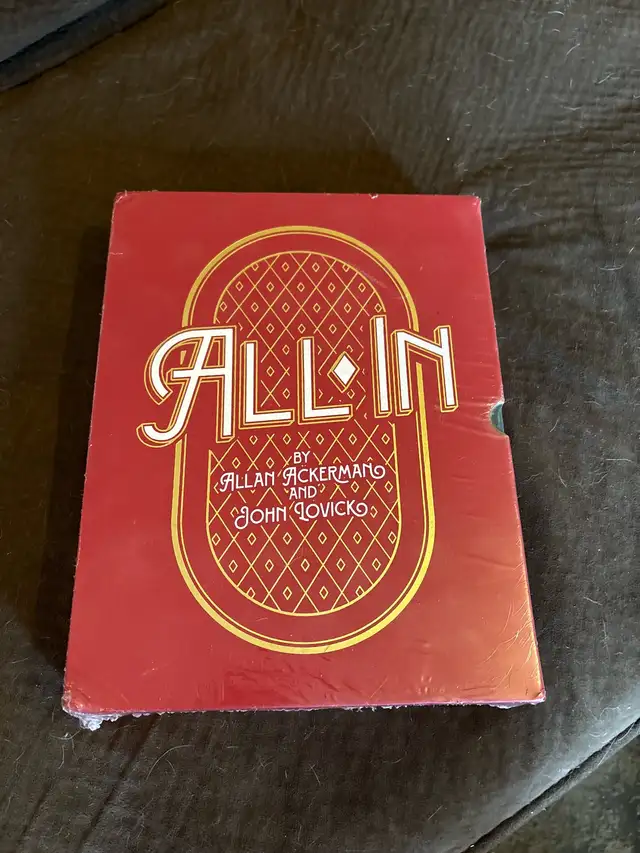 ALL◆IN
BY
ALLAN ACKERMAN
AND
JOHN LOVICK